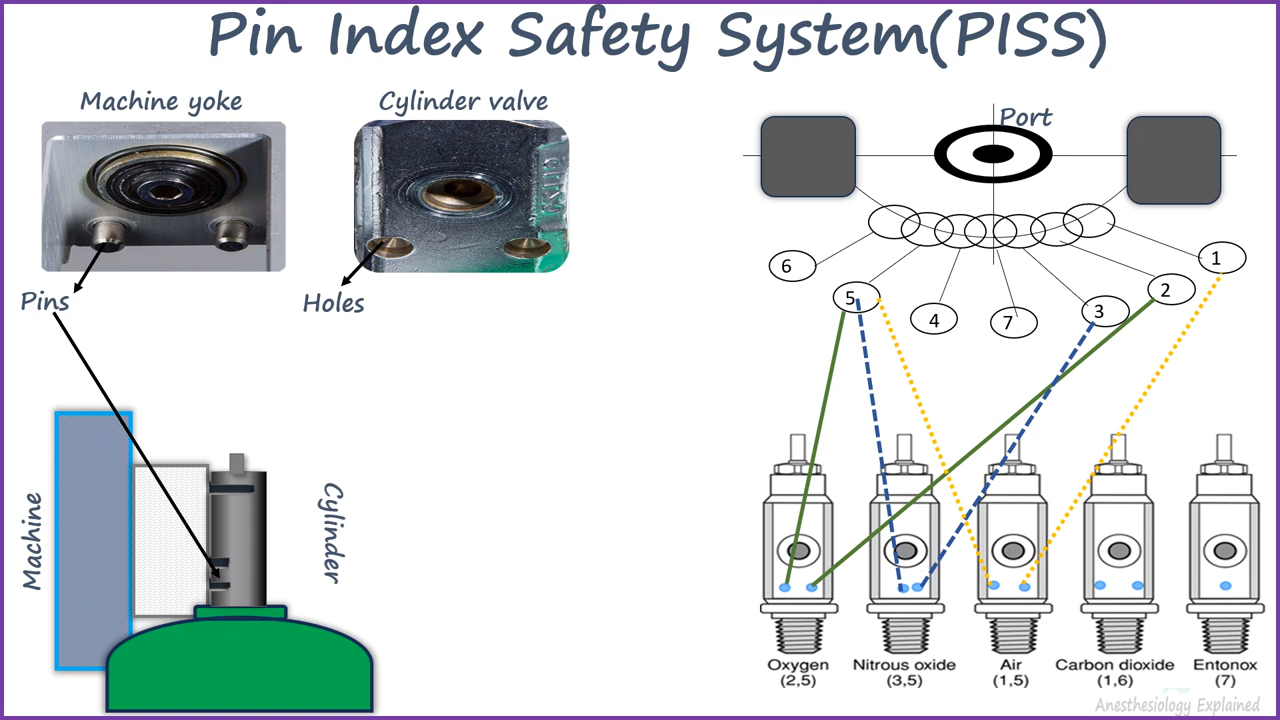 Pin Index Safety System(PISS)
Machine yoke
Cylinder valve
Port
Pins
Holes
6
5
4
7
3
2
1
Machine
Cylinder
Oxygen
(2,5)
Nitrous oxide
(3,5)
Air
(1,5)
Carbon dioxide
(1,6)
Entonox
(7)
Anesthesiology Explained